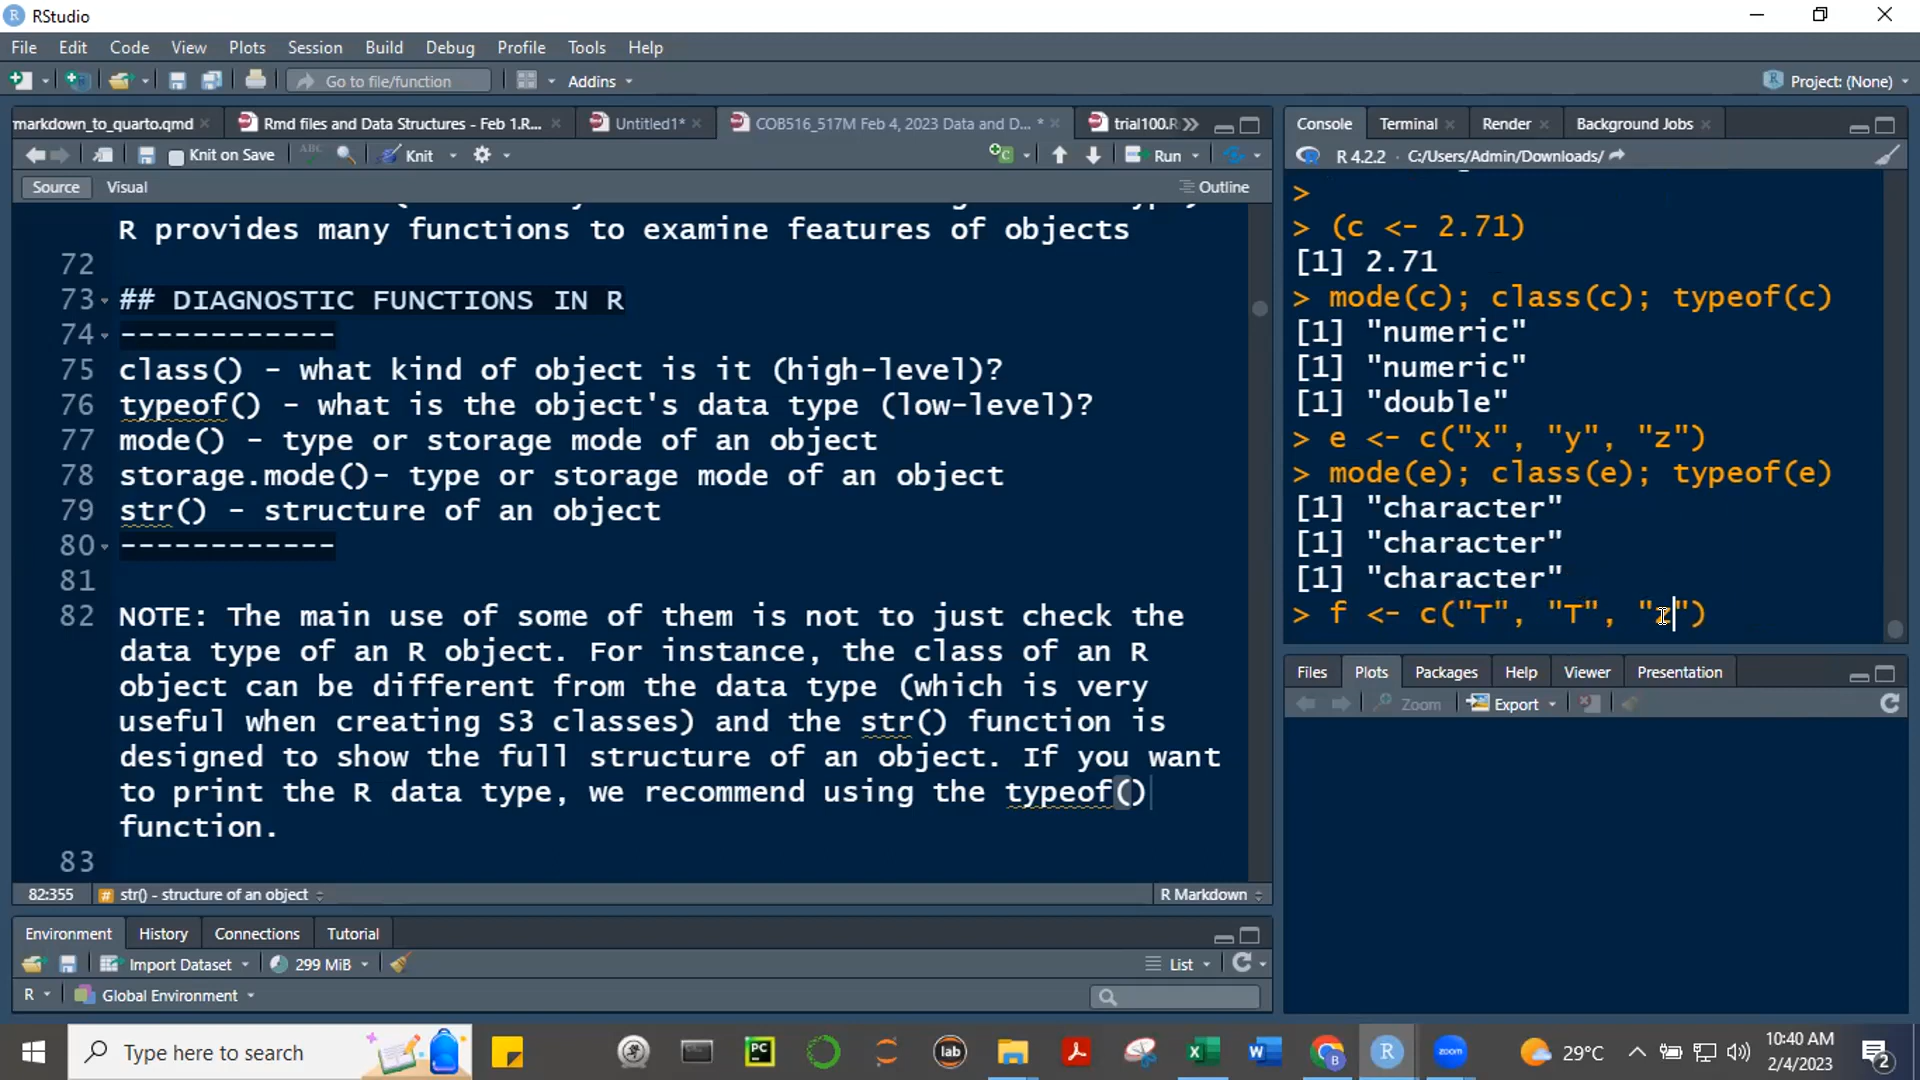 RStudio
File Edit Code View Plots Session Build Debug Profile Tools Help
Go to file/function Addins Project: (None)
markdown_to_quarto.qmd Rmd files and Data Structures - Feb 1.R... Untitled1* COB516_517M Feb 4, 2023 Data and D... * trial100.R
Knit on Save ABC Knit Run
Source Visual Outline
R provides many functions to examine features of objects
72
73 ## DIAGNOSTIC FUNCTIONS IN R
74 ------------
75 class() - what kind of object is it (high-level)?
76 typeof() - what is the object's data type (low-level)?
77 mode() - type or storage mode of an object
78 storage.mode()- type or storage mode of an object
79 str() - structure of an object
80 ------------
81
82 NOTE: The main use of some of them is not to just check the
data type of an R object. For instance, the class of an R
object can be different from the data type (which is very
useful when creating S3 classes) and the str() function is
designed to show the full structure of an object. If you want
to print the R data type, we recommend using the typeof()
function.
83
82:355 # str() - structure of an object R Markdown
Environment History Connections Tutorial
Import Dataset 299 MiB List
R Global Environment
Console Terminal Render Background Jobs
R 4.2.2 · C:/Users/Admin/Downloads/
>
> (c <- 2.71)
[1] 2.71
> mode(c); class(c); typeof(c)
[1] "numeric"
[1] "numeric"
[1] "double"
> e <- c("x", "y", "z")
> mode(e); class(e); typeof(e)
[1] "character"
[1] "character"
[1] "character"
> f <- c("T", "T", "z")
Files Plots Packages Help Viewer Presentation
Zoom Export
Type here to search
PC
lab
29°C
10:40 AM
2/4/2023
2